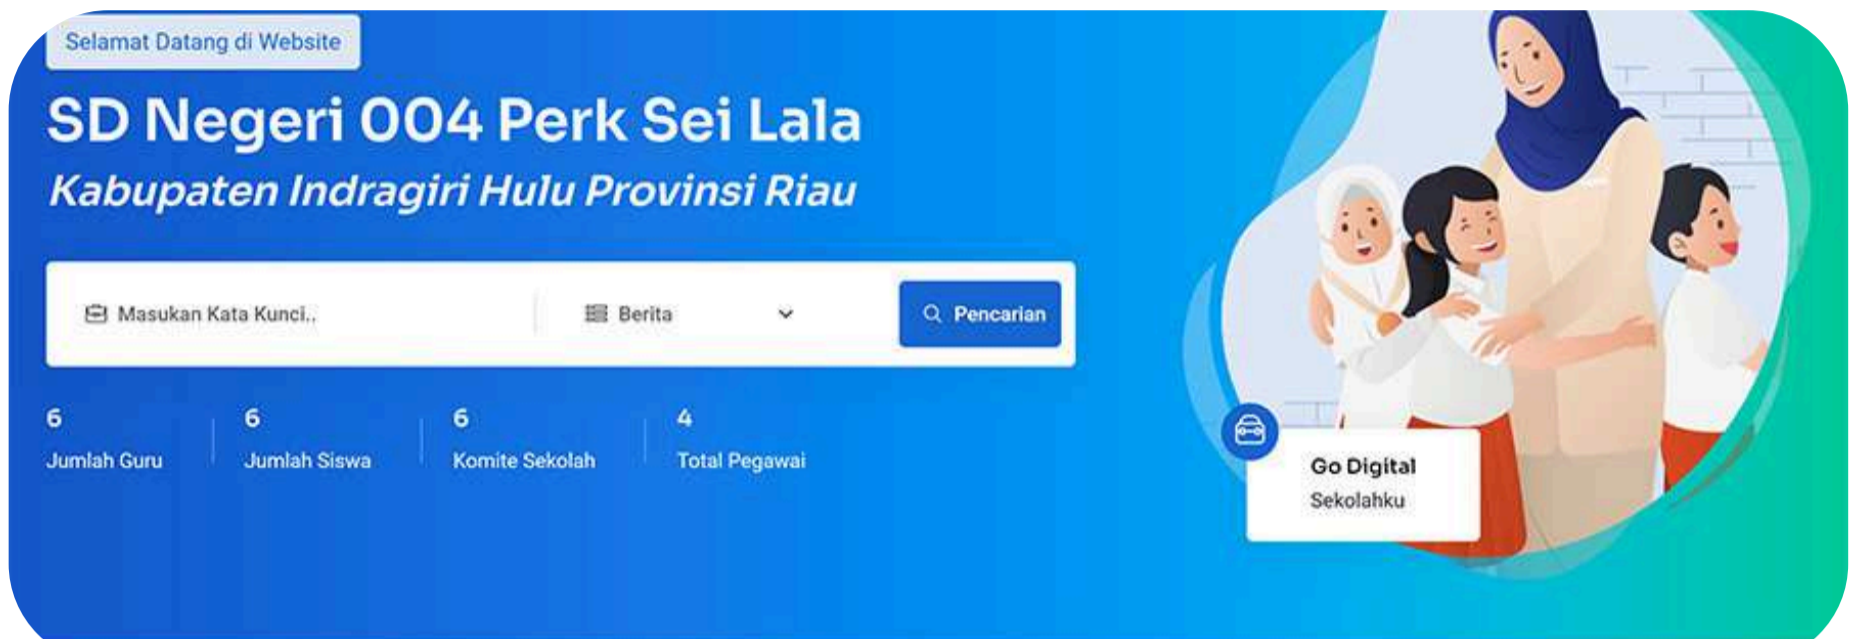 Selamat Datang di Website
SD Negeri 004 Perk Sei Lala
Kabupaten Indragiri Hulu Provinsi Riau
Masukan Kata Kunci..
Berita
Pencarian
6
Jumlah Guru
6
Jumlah Siswa
6
Komite Sekolah
4
Total Pegawai
Go Digital
Sekolahku